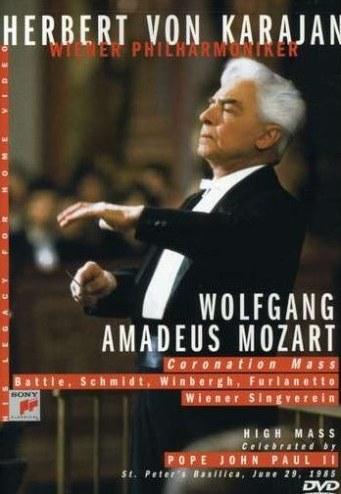 HERBERT VON KARAJAN
WIENER PHILHARMONIKER
HIS LEGACY FOR HOME VIDEO
WOLFGANG
AMADEUS MOZART
Coronation Mass
Battle, Schmidt, Winbergh, Furlanetto
Wiener Singverein
SONY
CLASSICAL
HIGH MASS
Celebrated by
POPE JOHN PAUL II
St. Peter's Basilica, June 29, 1985
DVD